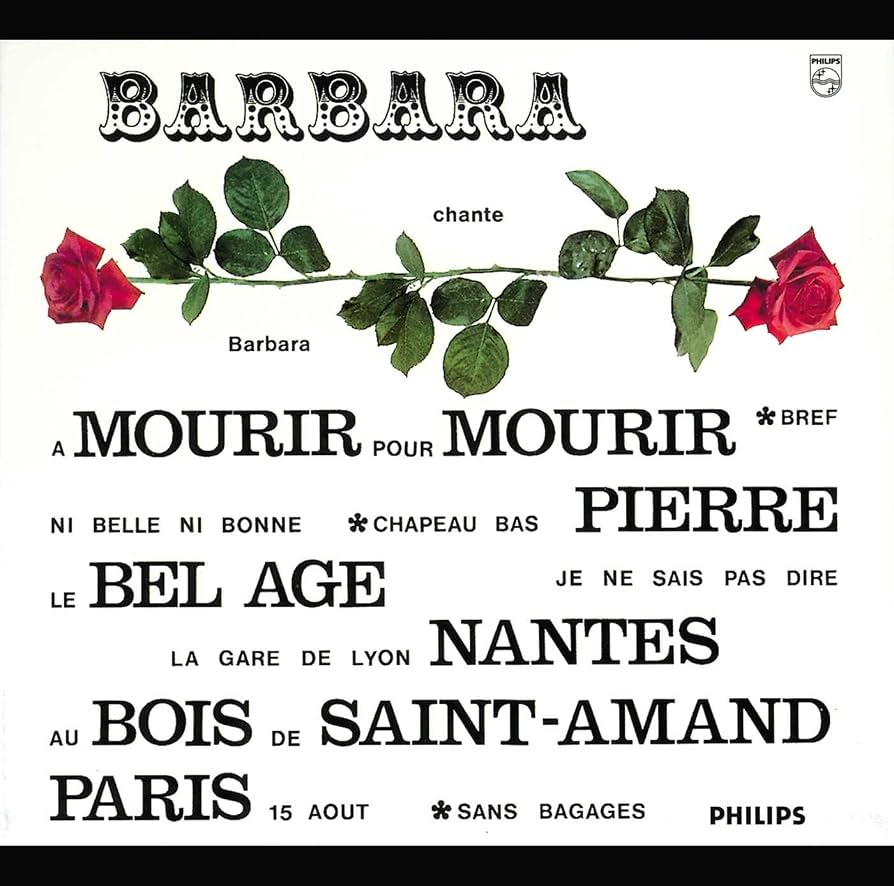 BARBARA
PHILIPS
chante
Barbara
A MOURIR POUR MOURIR *BREF
NI BELLE NI BONNE *CHAPEAU BAS PIERRE
LE BEL AGE JE NE SAIS PAS DIRE
LA GARE DE LYON NANTES
AU BOIS DE SAINT-AMAND
PARIS 15 AOUT *SANS BAGAGES PHILIPS